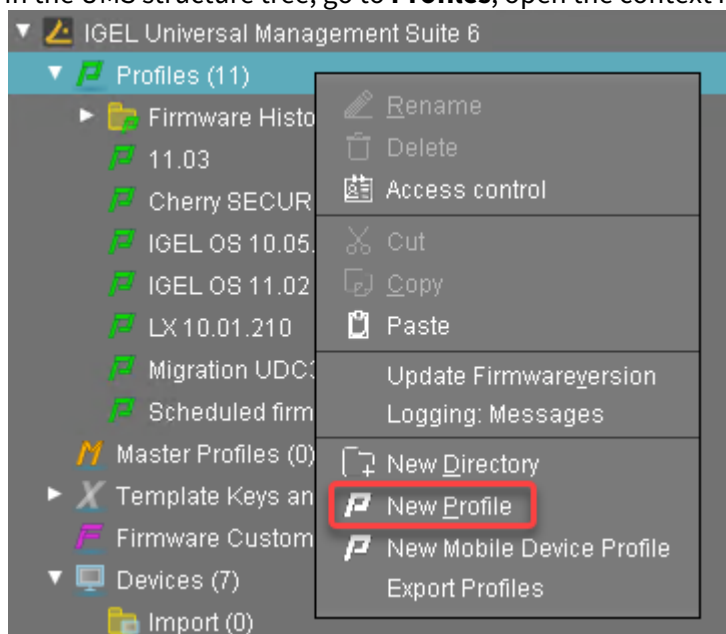 in the UMS structure tree, go to Profiles, open the context
IGEL Universal Management Suite 6
Profiles (11)
Firmware Histo
11.03
Cherry SECUR
IGEL OS 10.05.
IGEL OS 11.02
LX 10.01.210
Migration UDC3
Scheduled firm
Master Profiles (0)
Template Keys an
Firmware Custom
Devices (7)
Import (0)
Rename
Delete
Access control
Cut
Copy
Paste
Update Firmwareversion
Logging: Messages
New Directory
New Profile
New Mobile Device Profile
Export Profiles